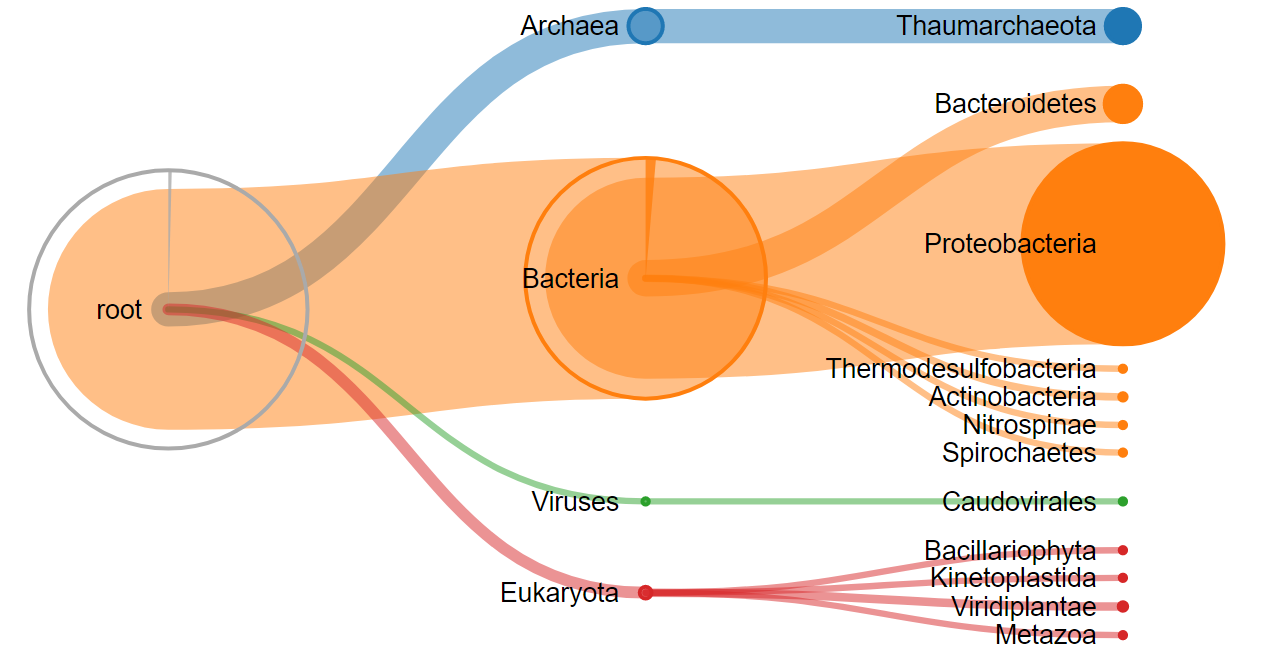 Archaea
Thaumarchaeota
Bacteroidetes
Proteobacteria
Bacteria
root
Thermodesulfobacteria
Actinobacteria
Nitrospinae
Spirochaetes
Viruses
Caudovirales
Bacillariophyta
Kinetoplastida
Eukaryota
Viridiplantae
Metazoa